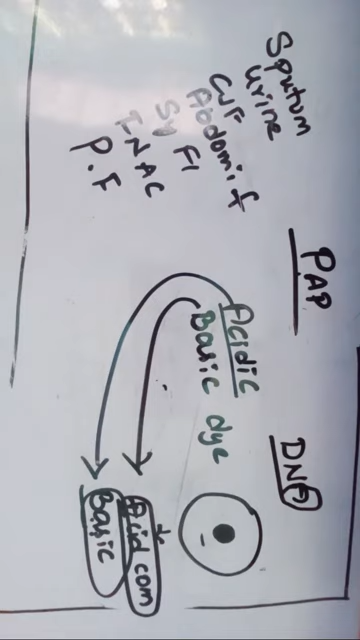 PAP
Sputum
Urine
CSF
Abdomi. f
Sy Fl
FNAC
P.F
Acidic
Basic dye
DNA
Acid com
Basic